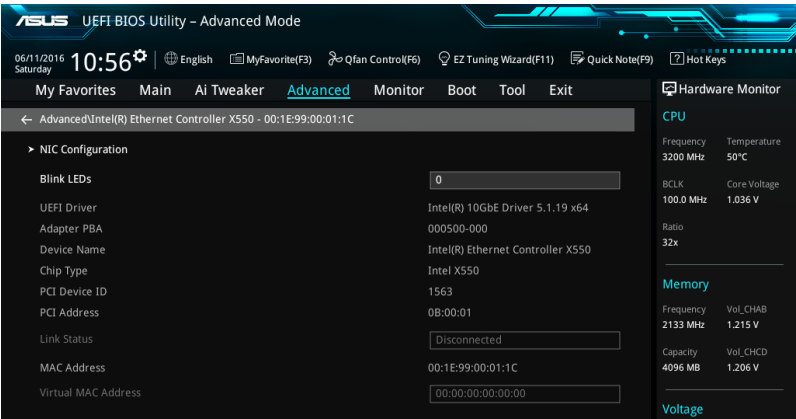 ASUS UEFI BIOS Utility – Advanced Mode
06/11/2016 Saturday 10:56 English MyFavorite(F3) Qfan Control(F6) EZ Tuning Wizard(F11) Quick Note(F9) ? Hot Keys
My Favorites Main Ai Tweaker Advanced Monitor Boot Tool Exit
← Advanced\Intel(R) Ethernet Controller X550 - 00:1E:99:00:01:1C
> NIC Configuration
Blink LEDs 0
UEFI Driver Intel(R) 10GbE Driver 5.1.19 x64
Adapter PBA 000500-000
Device Name Intel(R) Ethernet Controller X550
Chip Type Intel X550
PCI Device ID 1563
PCI Address 0B:00:01
Link Status Disconnected
MAC Address 00:1E:99:00:01:1C
Virtual MAC Address 00:00:00:00:00:00
Hardware Monitor
CPU
Frequency Temperature
3200 MHz 50°C
BCLK Core Voltage
100.0 MHz 1.036 V
Ratio
32x
Memory
Frequency Vol_CHAB
2133 MHz 1.215 V
Capacity Vol_CHCD
4096 MB 1.206 V
Voltage